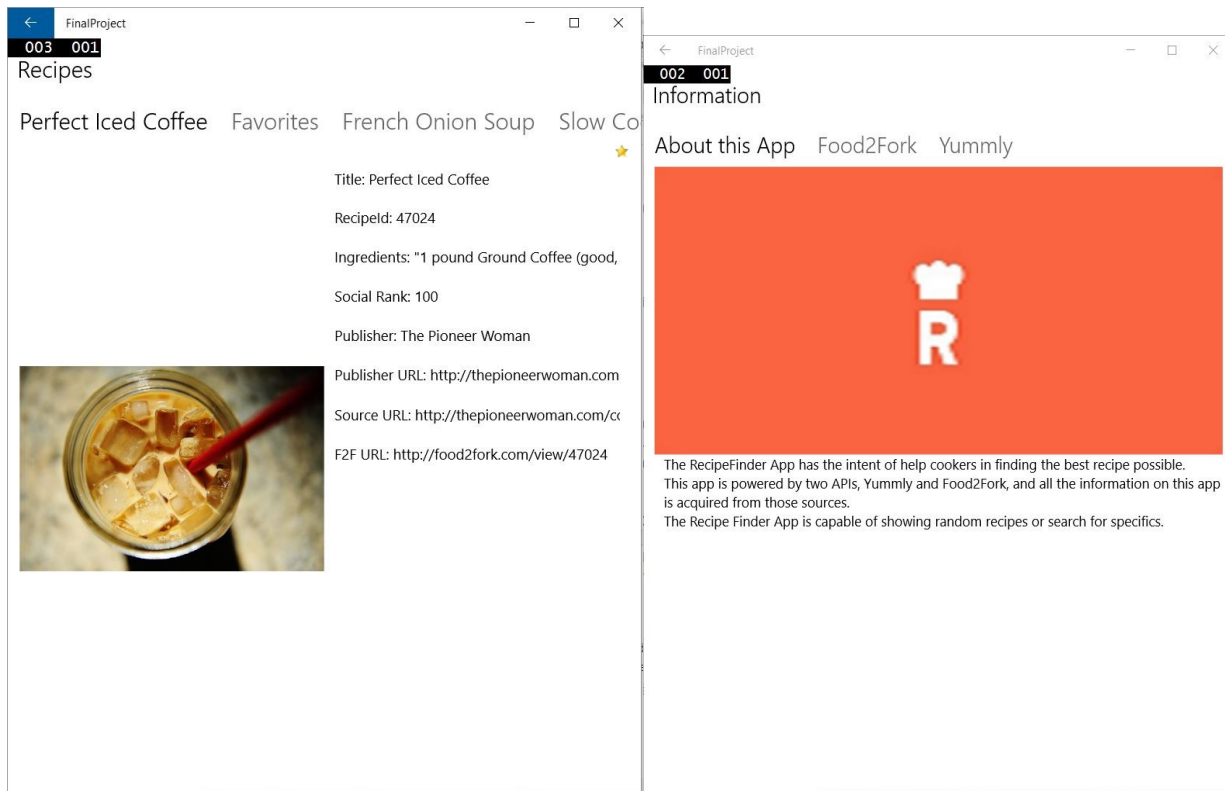 FinalProject
003 001
Recipes
Perfect Iced Coffee Favorites French Onion Soup Slow Co
Title: Perfect Iced Coffee
RecipeId: 47024
Ingredients: "1 pound Ground Coffee (good,
Social Rank: 100
Publisher: The Pioneer Woman
Publisher URL: http://thepioneerwoman.com
Source URL: http://thepioneerwoman.com/co
F2F URL: http://food2fork.com/view/47024
FinalProject
002 001
Information
About this App Food2Fork Yummly
R
The RecipeFinder App has the intent of help cookers in finding the best recipe possible.
This app is powered by two APIs, Yummly and Food2Fork, and all the information on this app
is acquired from those sources.
The Recipe Finder App is capable of showing random recipes or search for specifics.